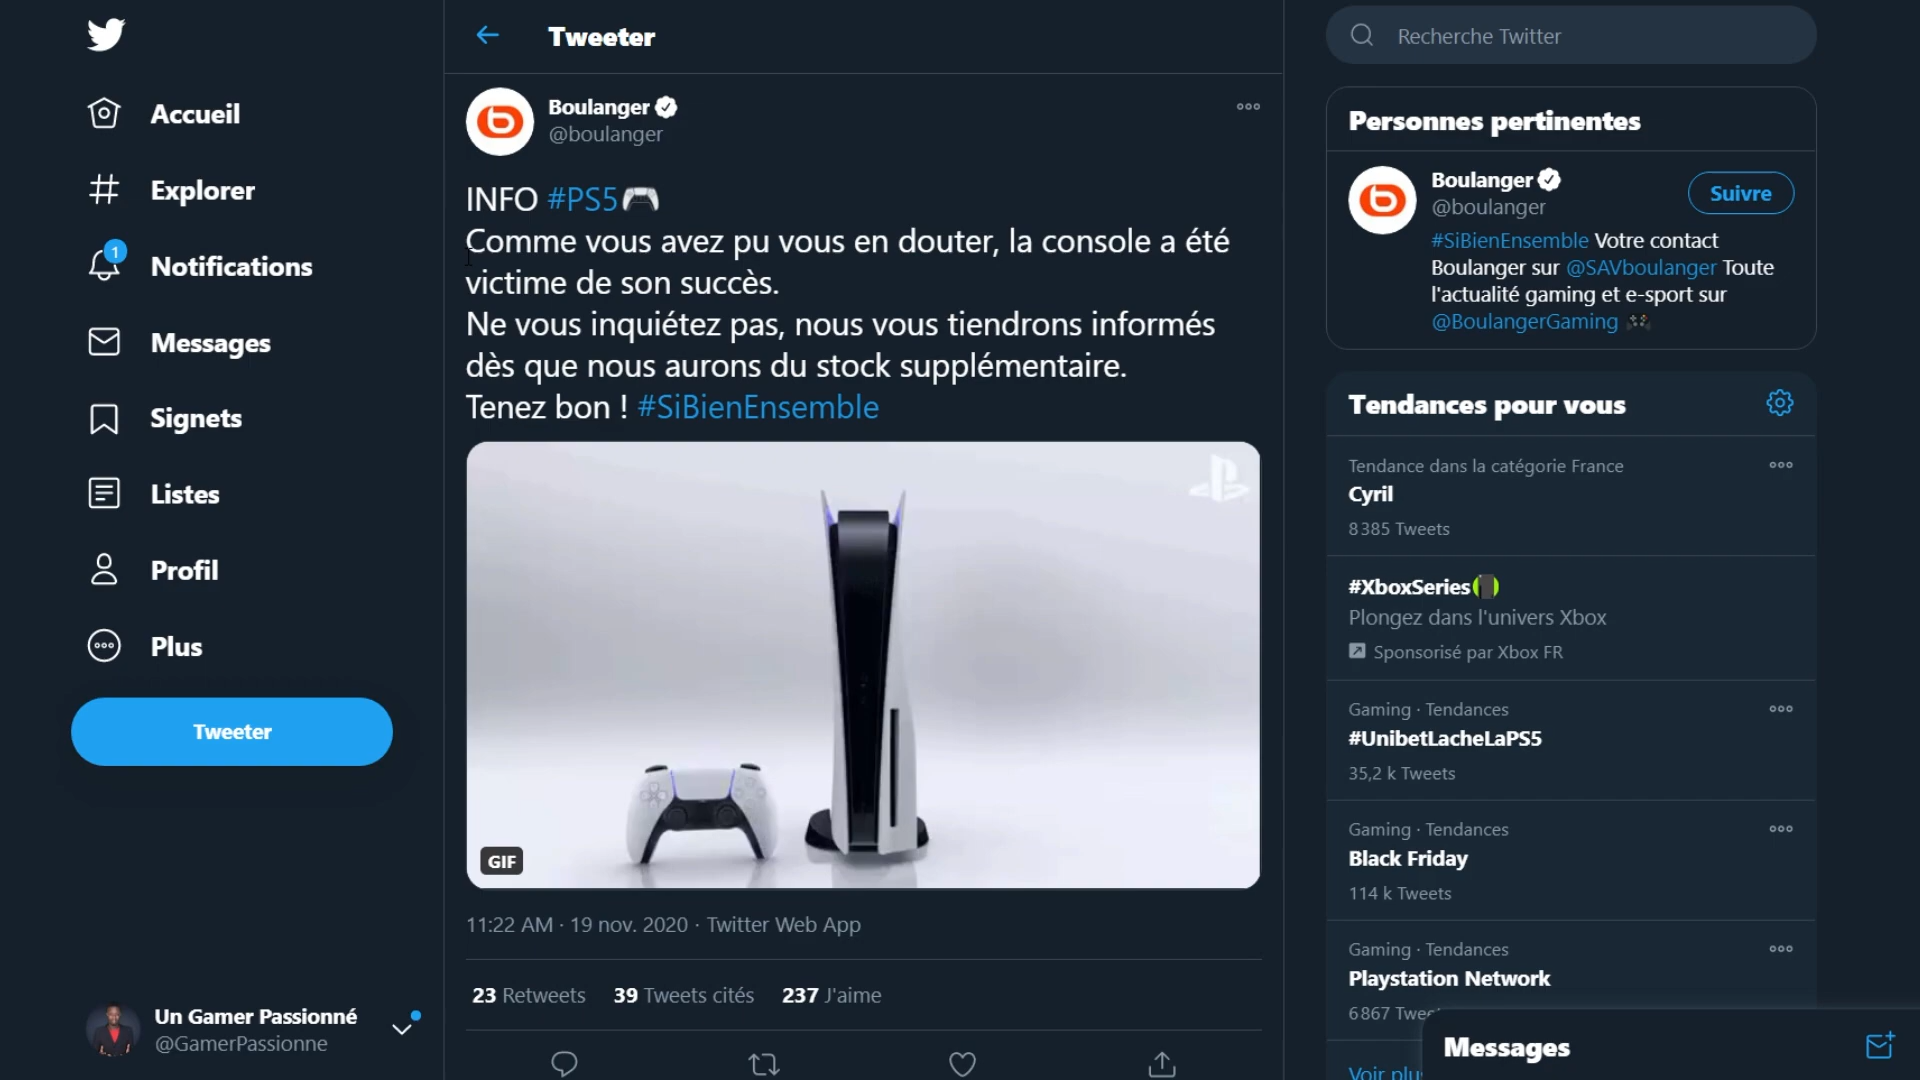 Accueil
Explorer
1
Notifications
Messages
Signets
Listes
Profil
Plus
Tweeter
Un Gamer Passionné
@GamerPassionne
Tweeter
Boulanger
@boulanger
INFO #PS5
Comme vous avez pu vous en douter, la console a été
victime de son succès.
Ne vous inquiétez pas, nous vous tiendrons informés
dès que nous aurons du stock supplémentaire.
Tenez bon ! #SiBienEnsemble
GIF
11:22 AM · 19 nov. 2020 · Twitter Web App
23 Retweets 39 Tweets cités 237 J'aime
Recherche Twitter
Personnes pertinentes
Boulanger
@boulanger
Suivre
#SiBienEnsemble Votre contact
Boulanger sur @SAVboulanger Toute
l'actualité gaming et e-sport sur
@BoulangerGaming
Tendances pour vous
Tendance dans la catégorie France
Cyril
8 385 Tweets
#XboxSeries
Plongez dans l'univers Xbox
Sponsorisé par Xbox FR
Gaming · Tendances
#UnibetLacheLaPS5
35,2 k Tweets
Gaming · Tendances
Black Friday
114 k Tweets
Gaming · Tendances
Playstation Network
6 867
Voir
Messages